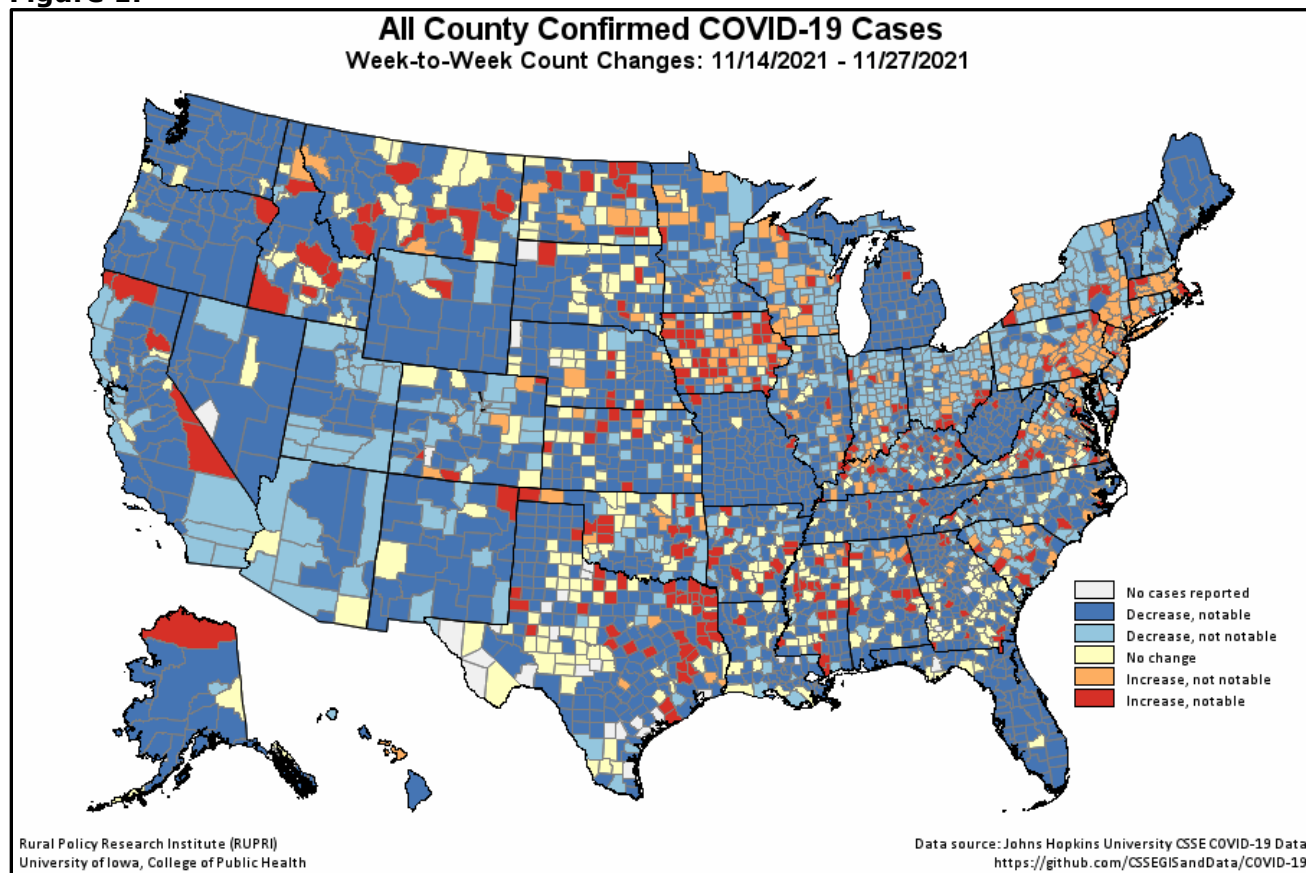 All County Confirmed COVID-19 Cases
Week-to-Week Count Changes: 11/14/2021 - 11/27/2021
No cases reported
Decrease, notable
Decrease, not notable
No change
Increase, not notable
Increase, notable
Rural Policy Research Institute (RUPRI)
University of Iowa, College of Public Health
Data source: Johns Hopkins University CSSE COVID-19 Data
https://github.com/CSSEGISandData/COVID-19